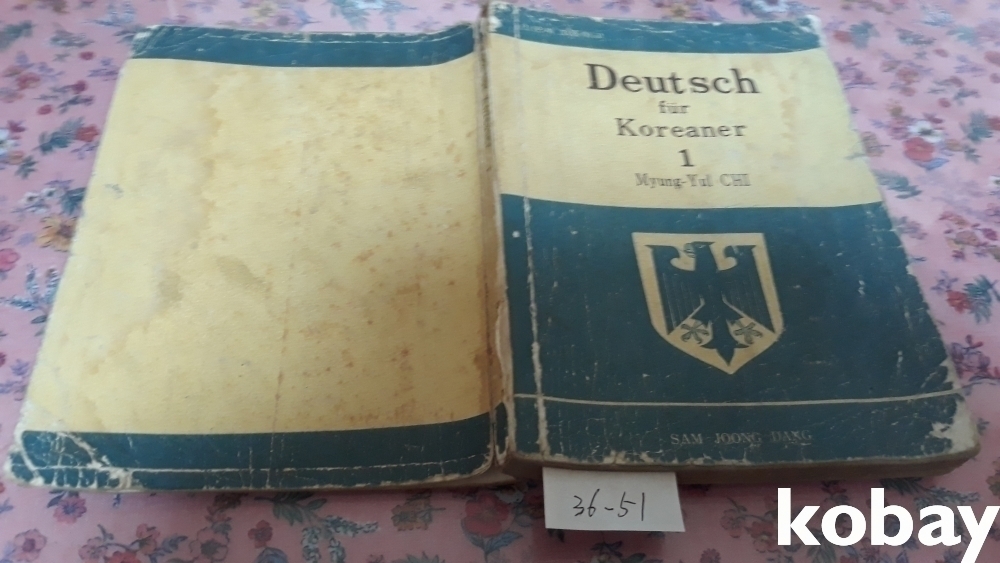 Deutsch
für
Koreaner
1
Myung-Yul CHI
SAM JOONG DANG
36-51
kobay